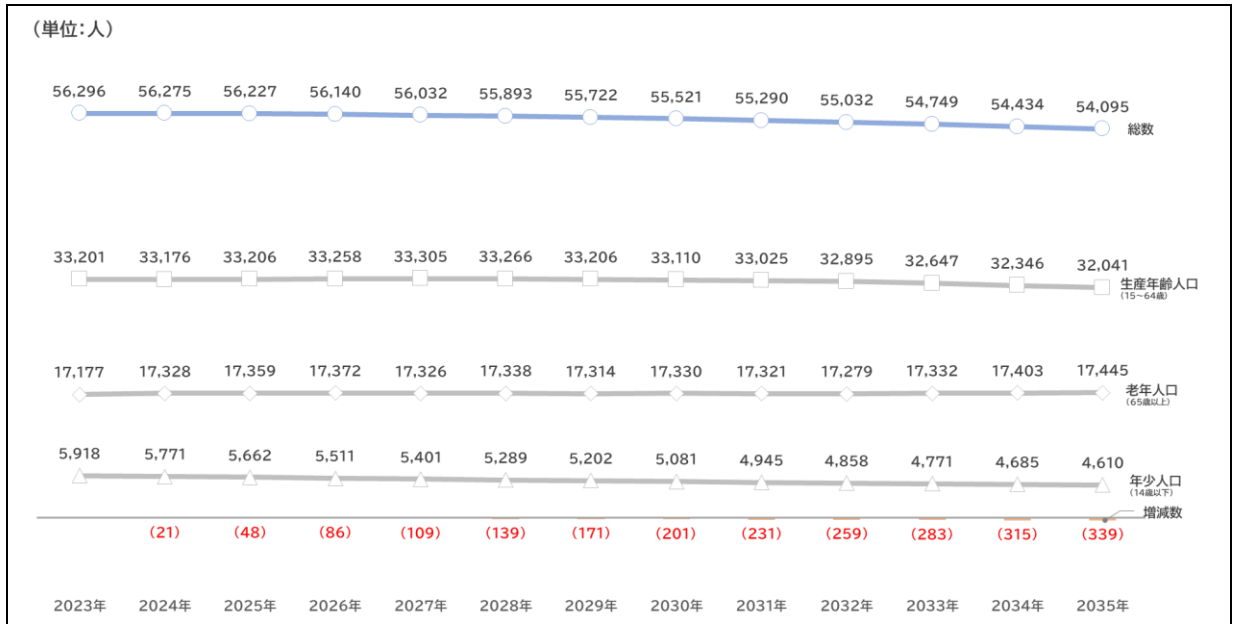 （単位：人）
56,296 56,275 56,227 56,140 56,032 55,893 55,722 55,521 55,290 55,032 54,749 54,434 54,095
総数
33,201 33,176 33,206 33,258 33,305 33,266 33,206 33,110 33,025 32,895 32,647 32,346 32,041
生産年齢人口
（15～64歳）
17,177 17,328 17,359 17,372 17,326 17,338 17,314 17,330 17,321 17,279 17,332 17,403 17,445
老年人口
（65歳以上）
5,918 5,771 5,662 5,511 5,401 5,289 5,202 5,081 4,945 4,858 4,771 4,685 4,610
年少人口
（14歳以下）
増減数
（21） （48） （86） （109） （139） （171） （201） （231） （259） （283） （315） （339）
2023年 2024年 2025年 2026年 2027年 2028年 2029年 2030年 2031年 2032年 2033年 2034年 2035年